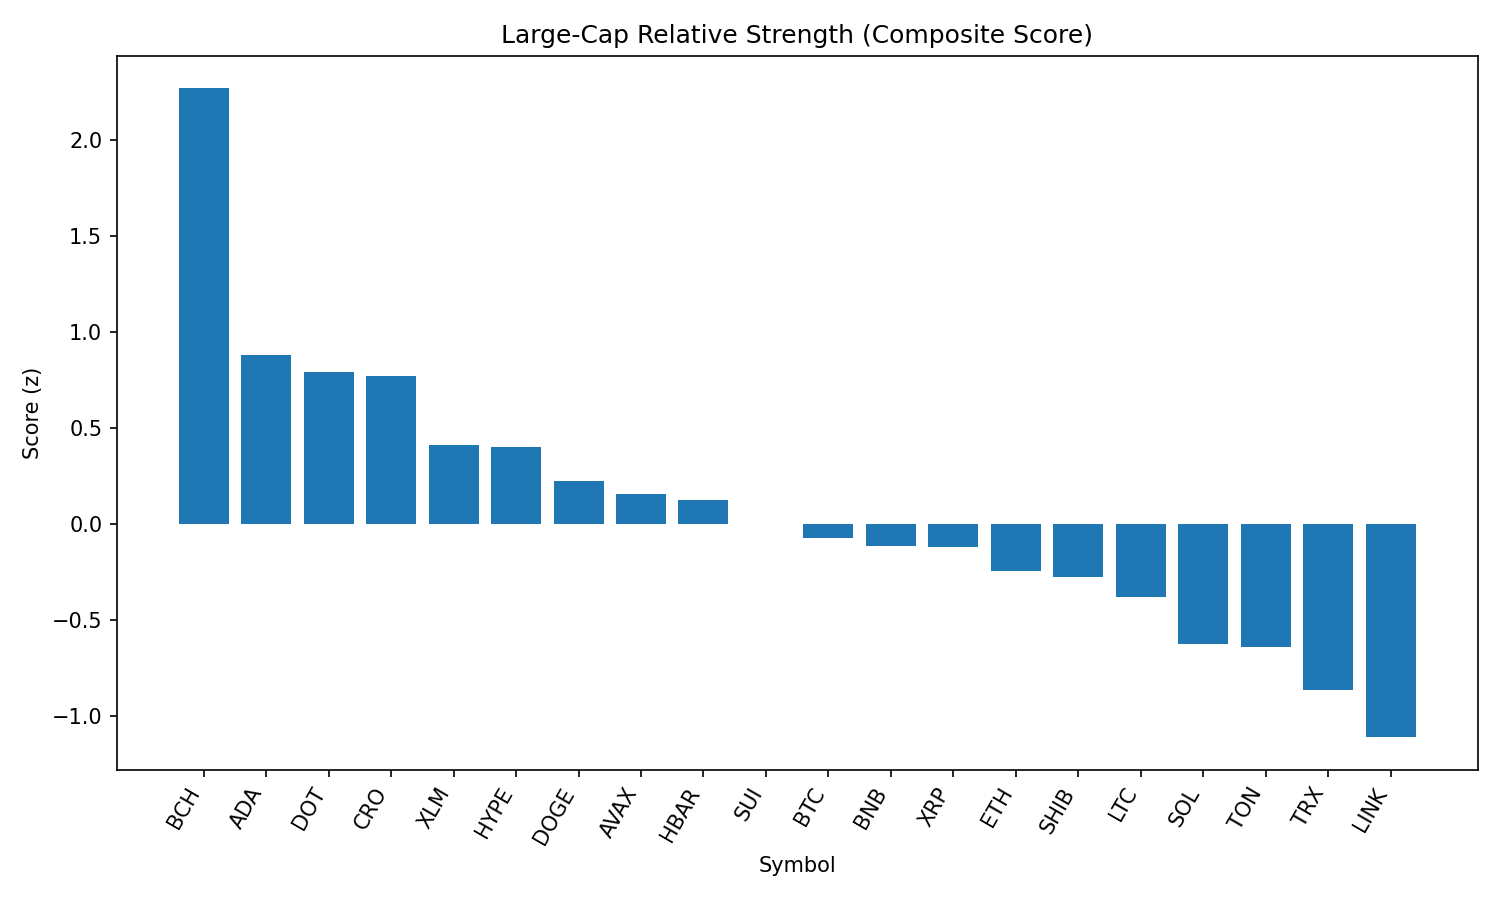 Large-Cap Relative Strength (Composite Score)
Score (z)
2.0
1.5
1.0
0.5
0.0
−0.5
−1.0
BCH
ADA
DOT
CRO
XLM
HYPE
DOGE
AVAX
HBAR
SUI
BTC
BNB
XRP
ETH
SHIB
LTC
SOL
TON
TRX
LINK
Symbol